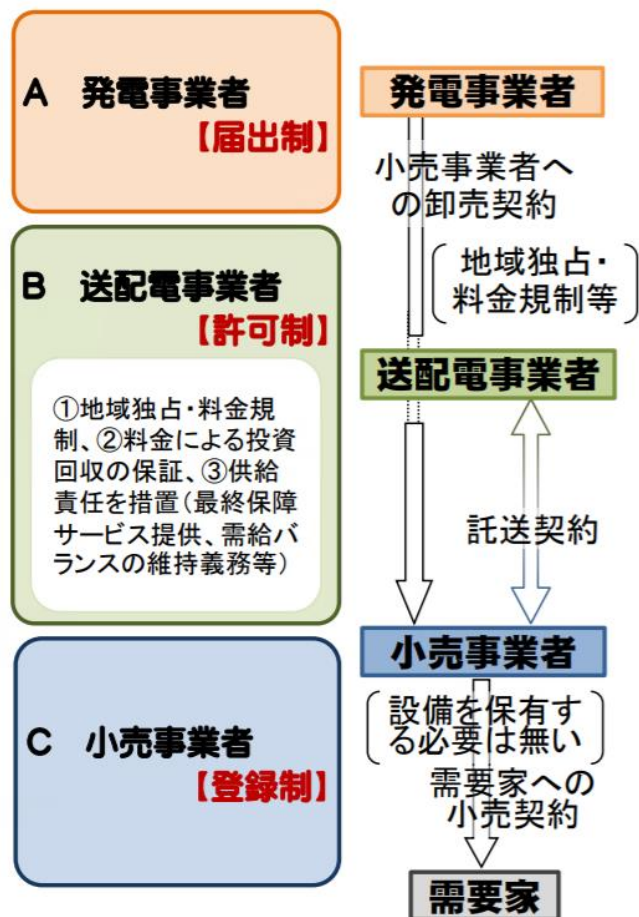 A 発電事業者
【届出制】
B 送配電事業者
【許可制】
①地域独占・料金規
制、②料金による投資
回収の保証、③供給
責任を措置(最終保障
サービス提供、需給バ
ランスの維持義務等)
C 小売事業者
【登録制】
発電事業者
小売事業者へ
の卸売契約
地域独占・
料金規制等
送配電事業者
託送契約
小売事業者
設備を保有す
る必要は無い
需要家への
小売契約
需要家